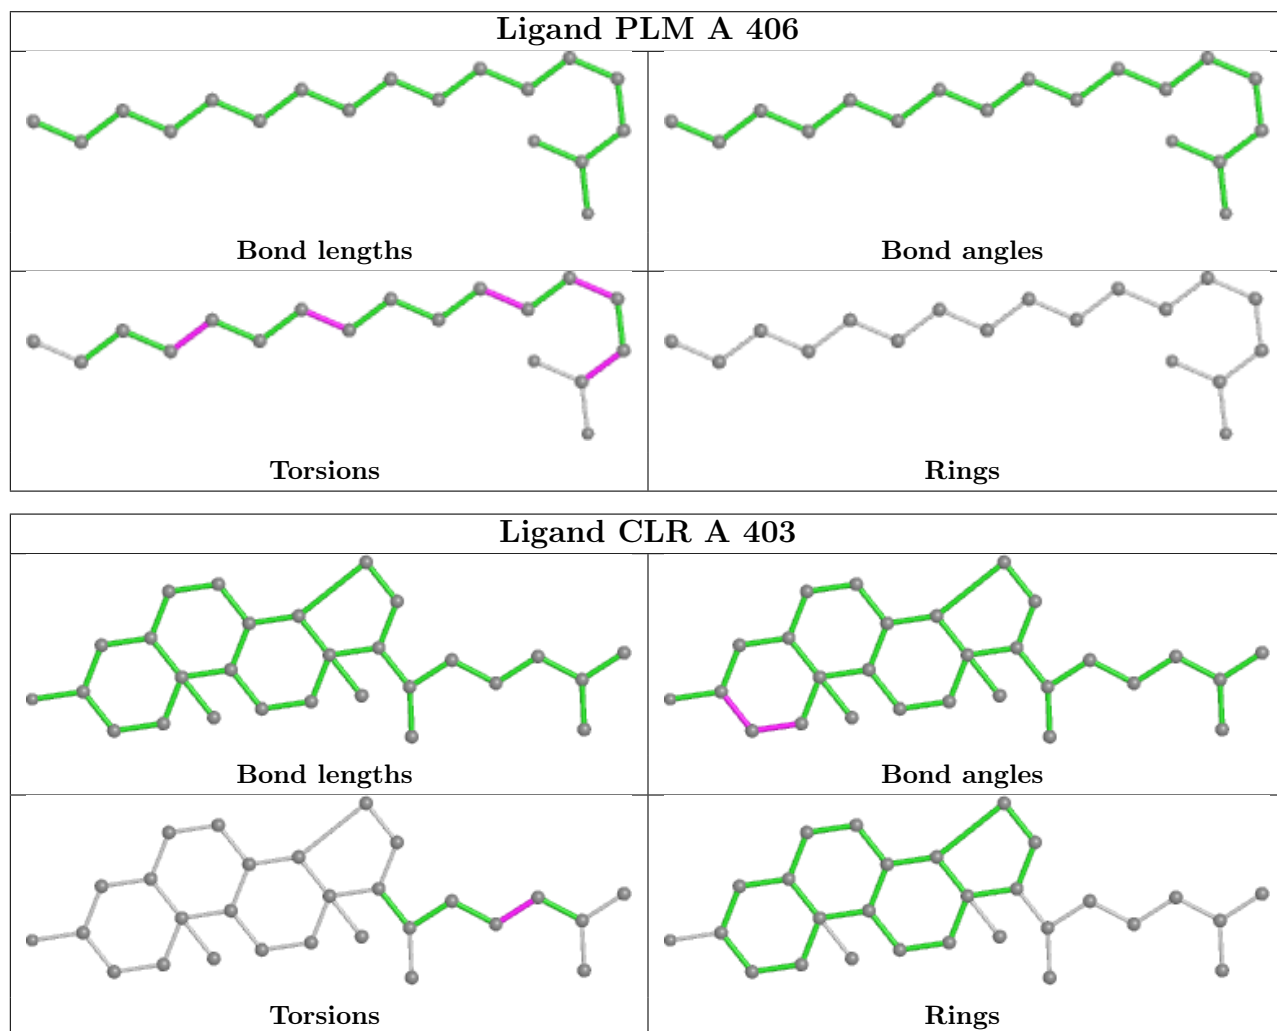 Ligand PLM A 406
Bond lengths
Bond angles
Torsions
Rings
Ligand CLR A 403
Bond lengths
Bond angles
Torsions
Rings